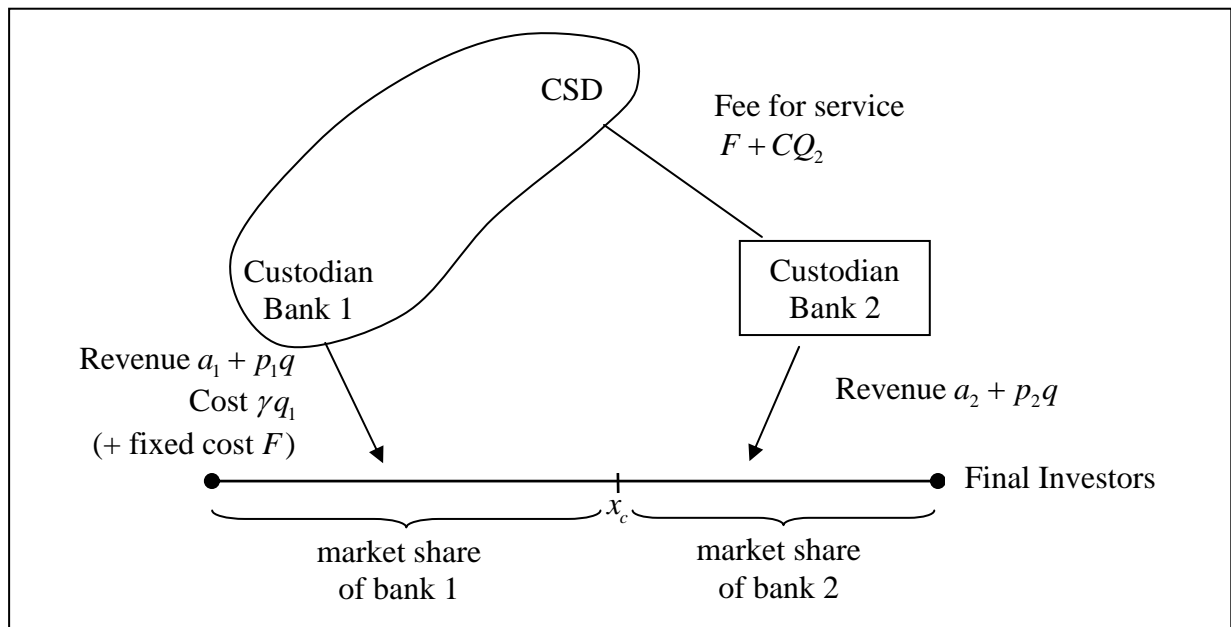 CSD
Fee for service
F + CQ₂
Custodian
Bank 1
Custodian
Bank 2
Revenue a₁ + p₁q
Cost γq₁
(+ fixed cost F)
Revenue a₂ + p₂q
Final Investors
x_c
market share
of bank 1
market share
of bank 2